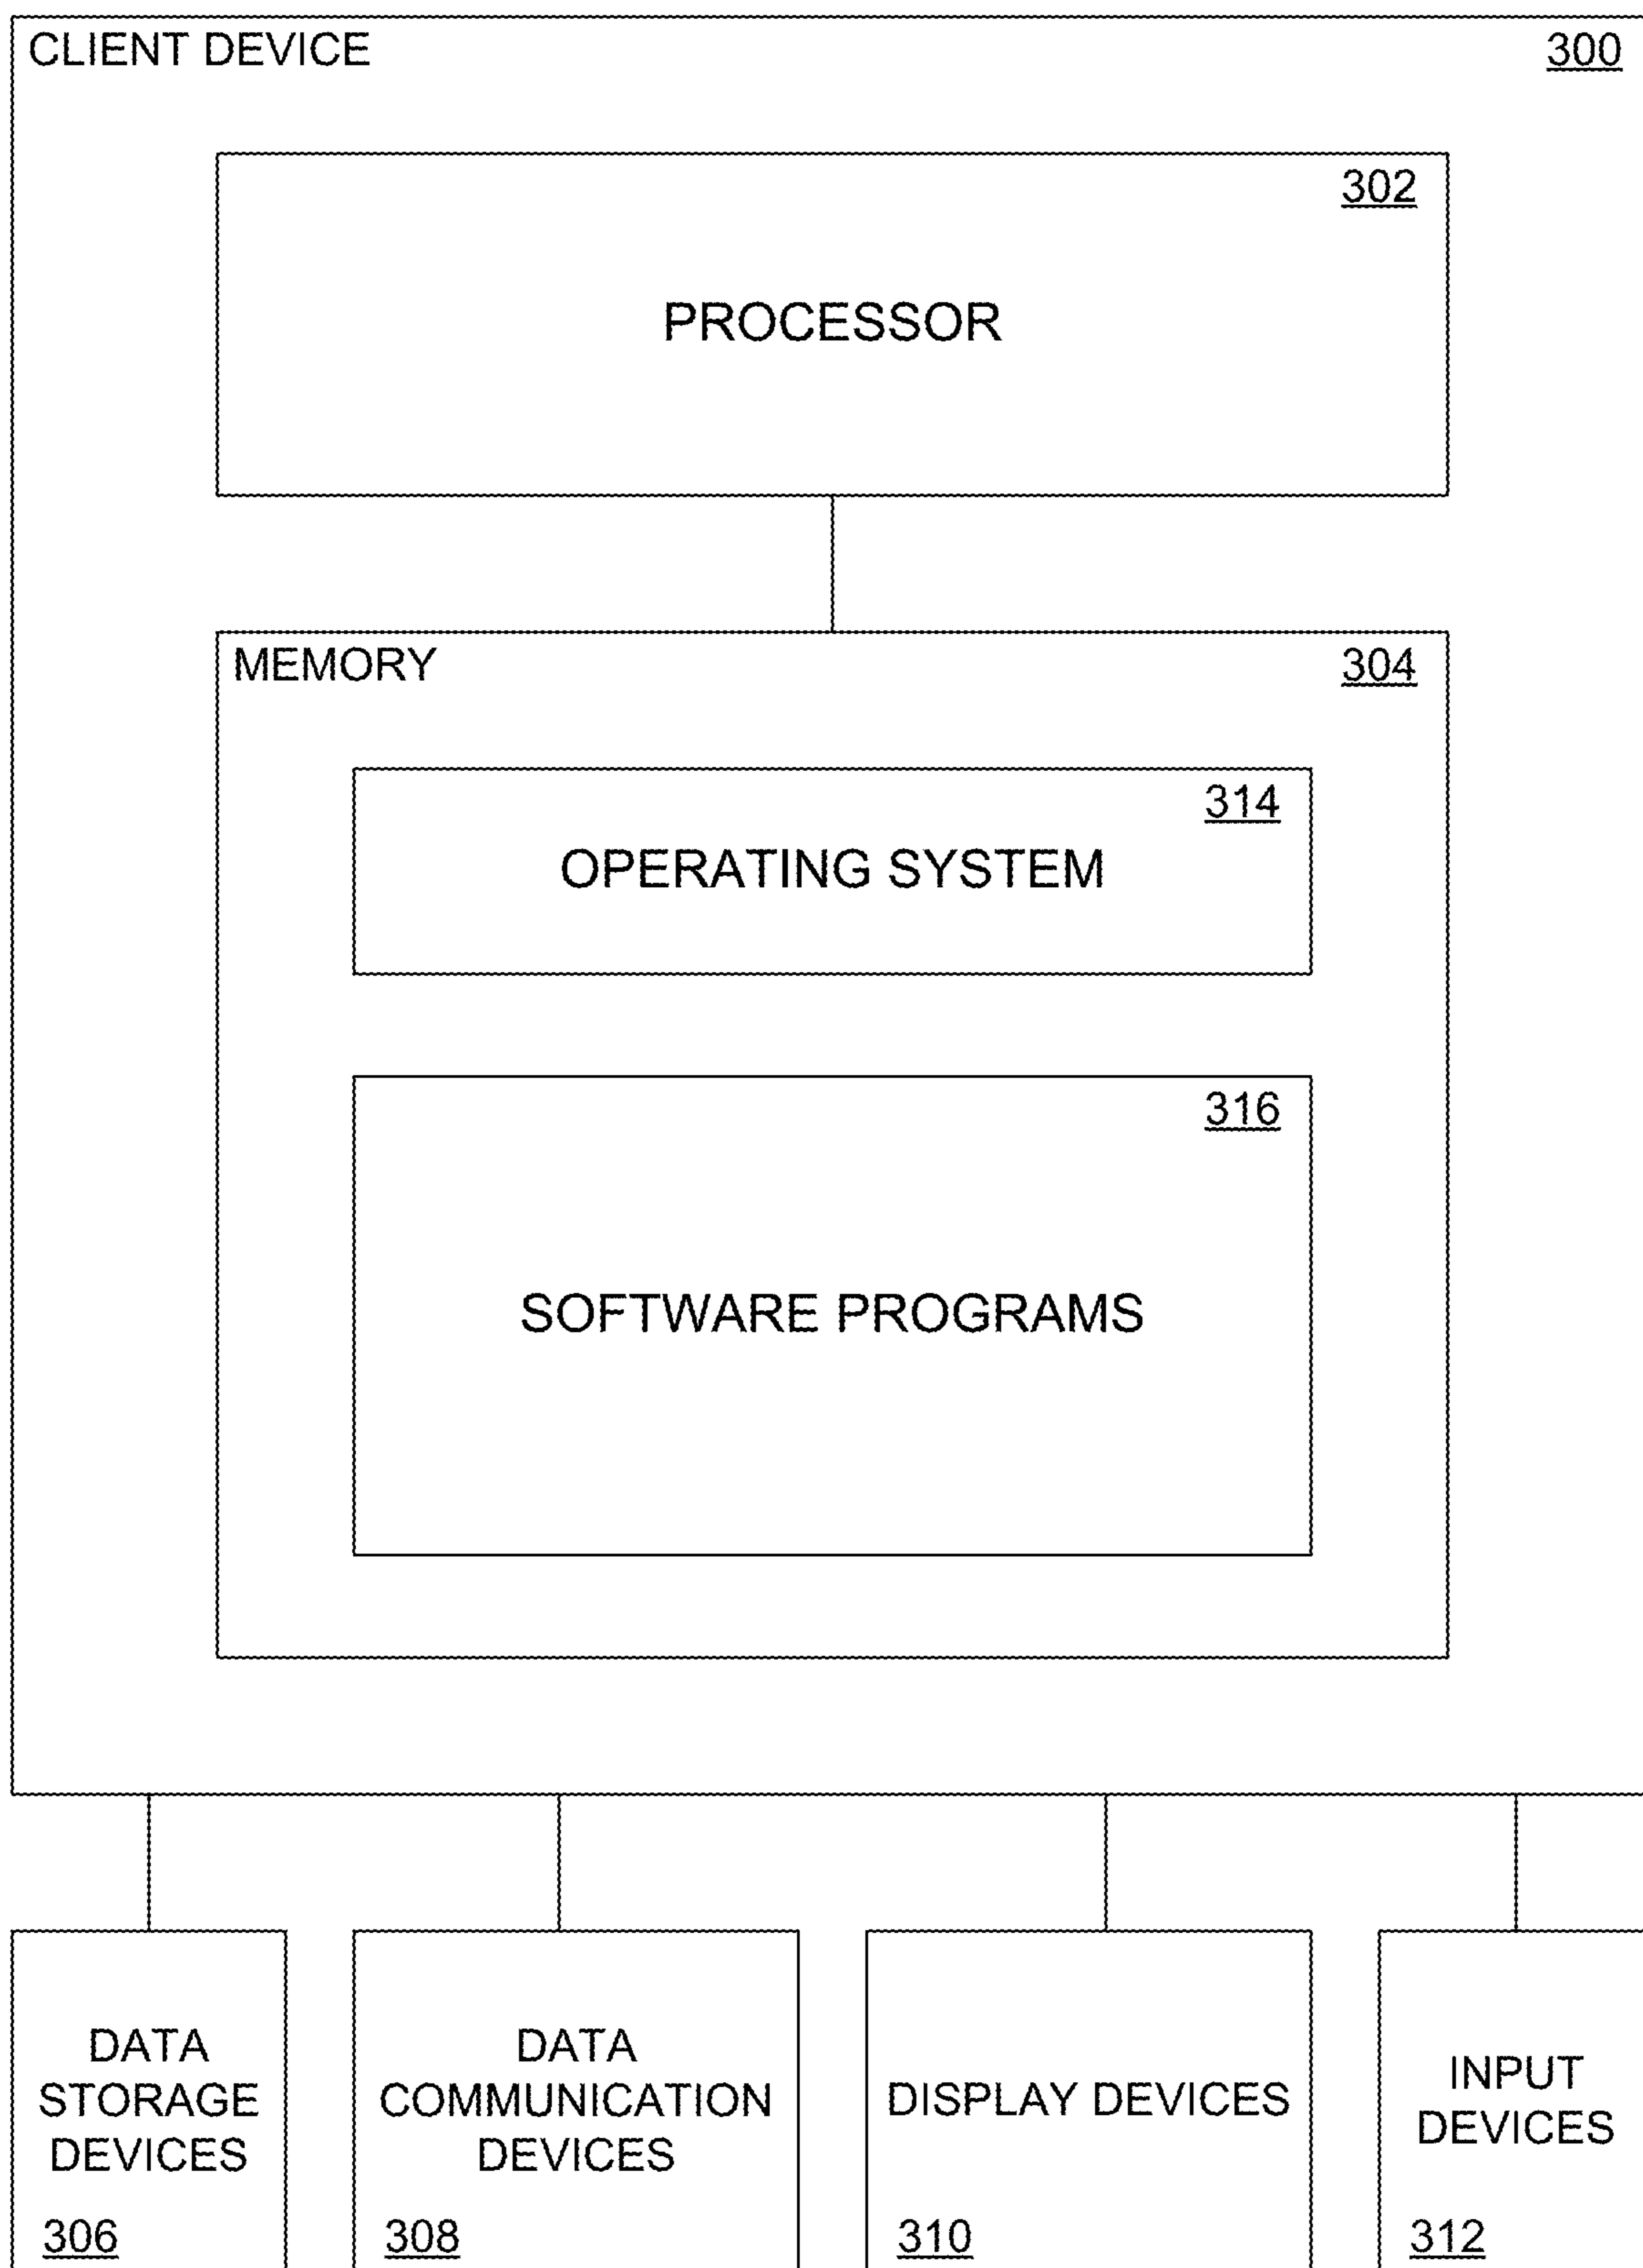 CLIENT DEVICE 300
302
PROCESSOR
MEMORY 304
314
OPERATING SYSTEM
316
SOFTWARE PROGRAMS
DATA
STORAGE
DEVICES
306
DATA
COMMUNICATION
DEVICES
308
DISPLAY DEVICES
310
INPUT
DEVICES
312